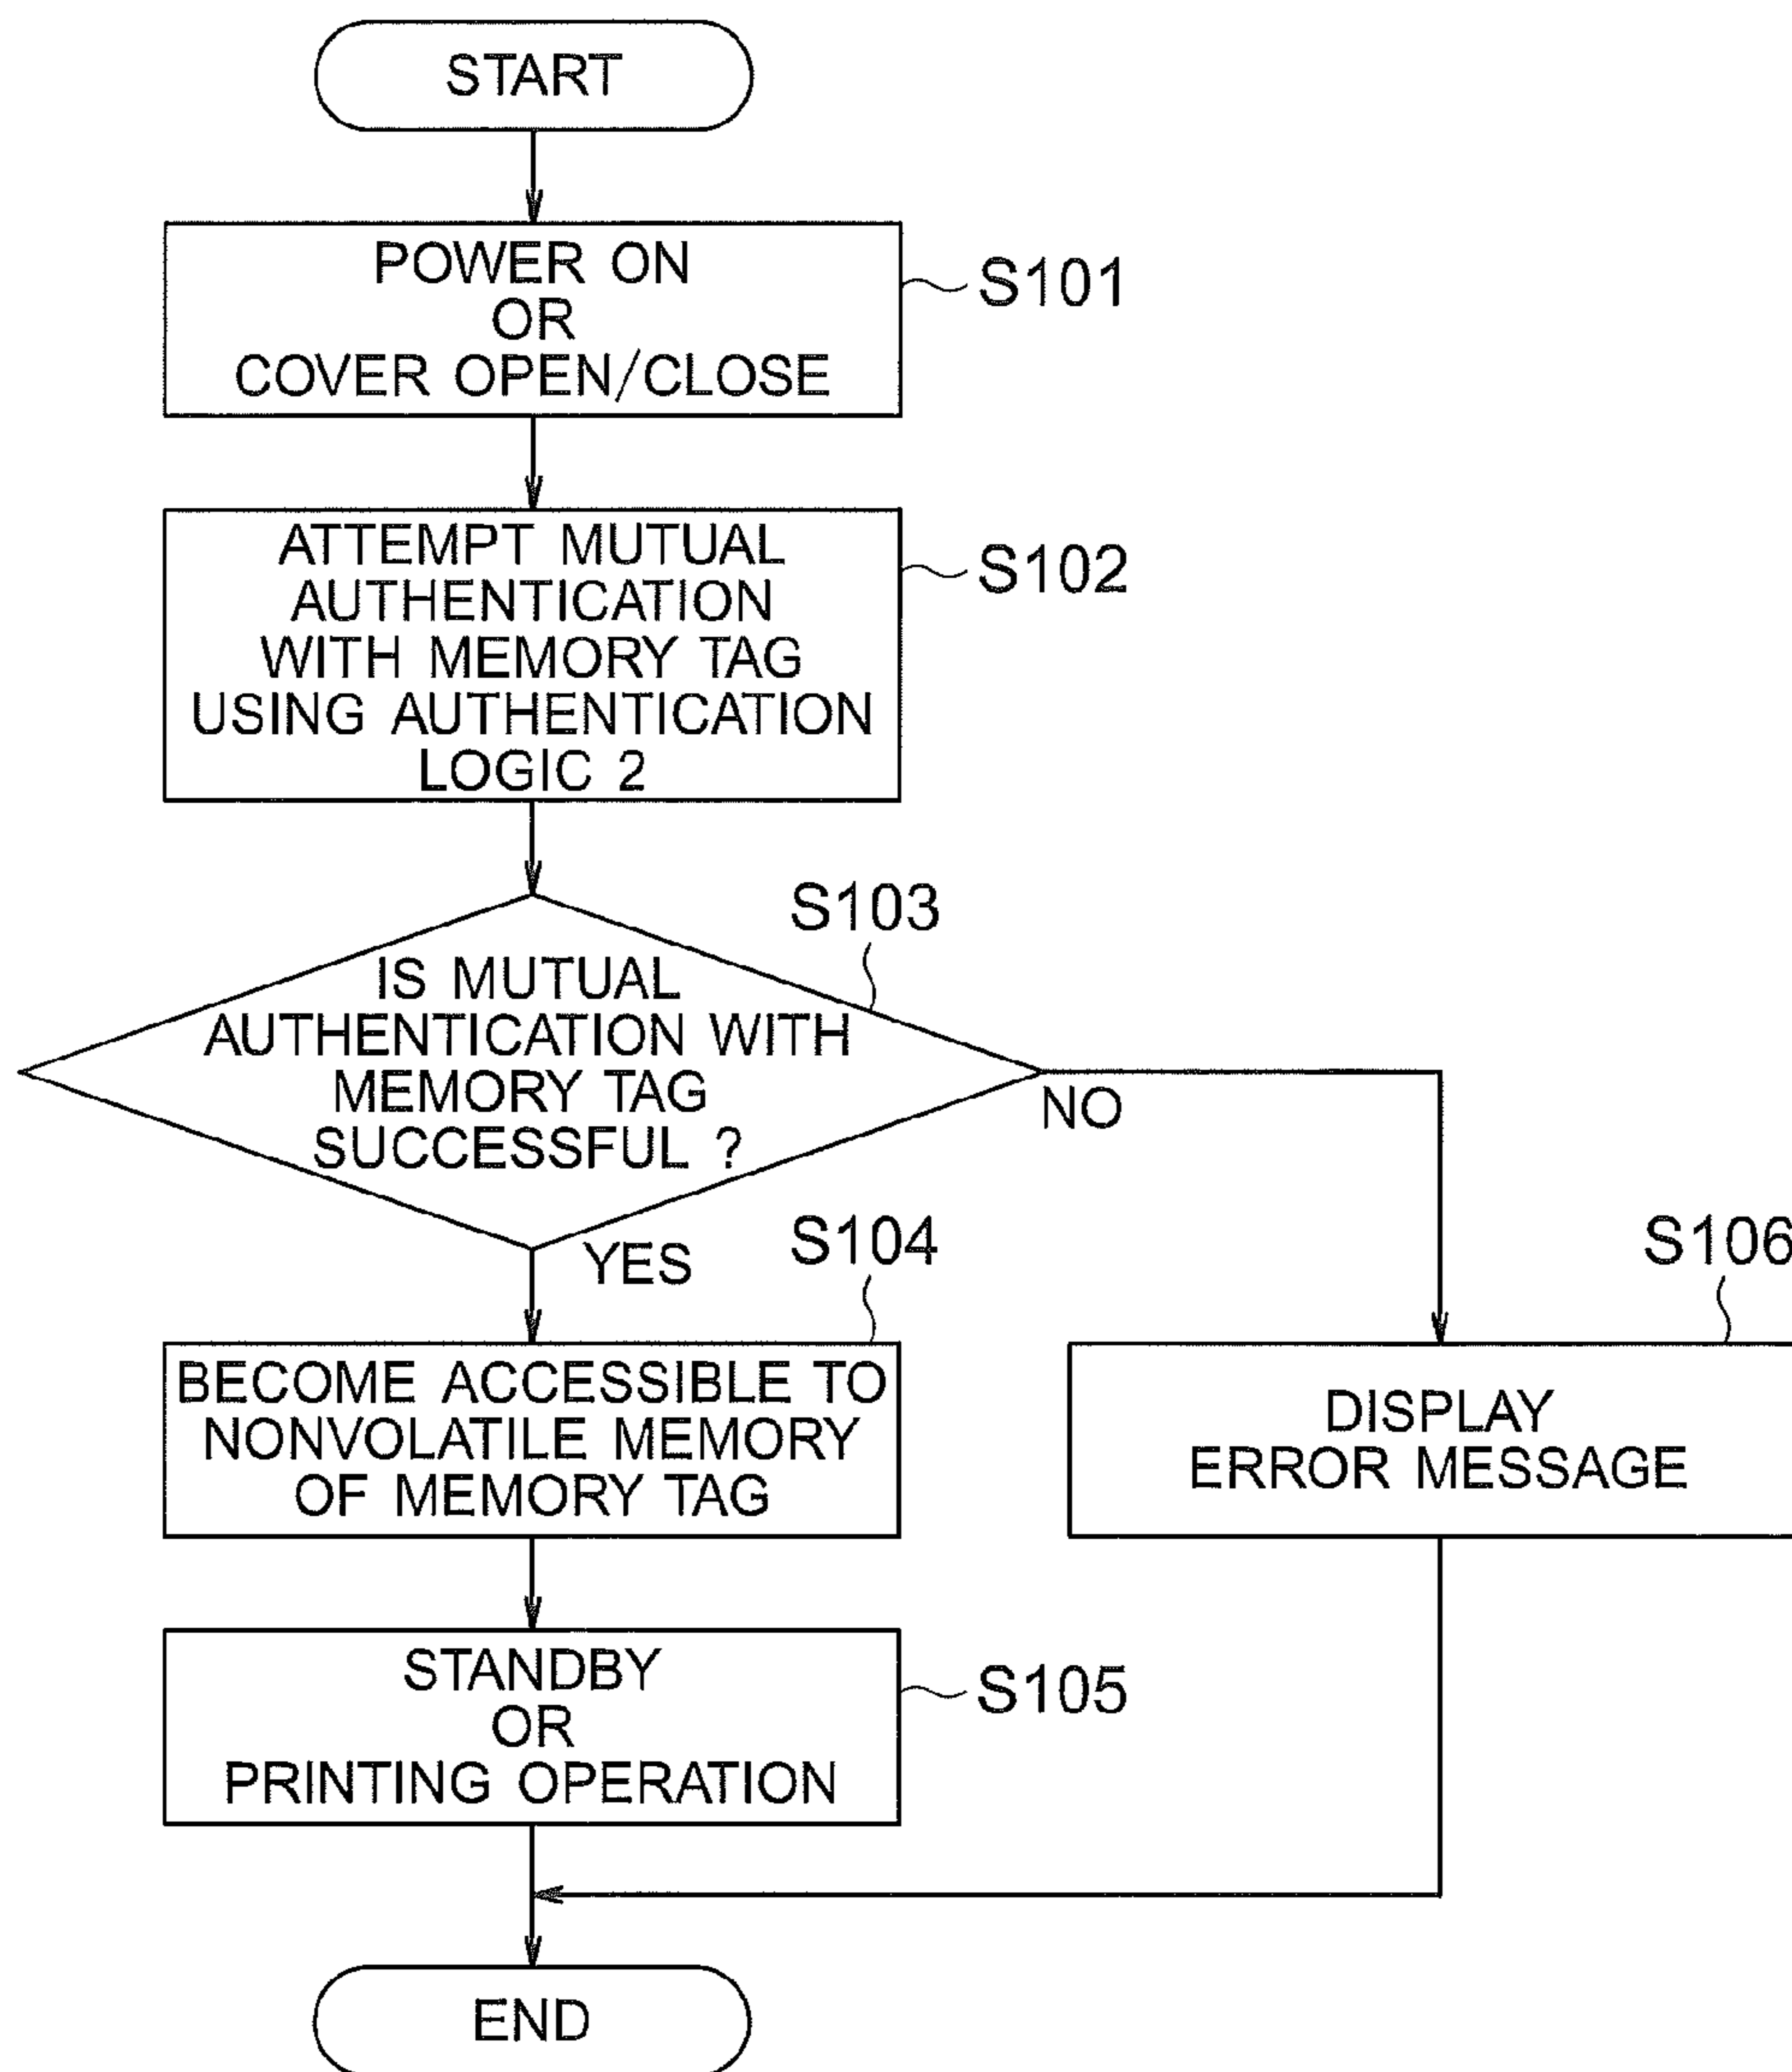 START
POWER ON
OR
COVER OPEN/CLOSE
S101
ATTEMPT MUTUAL
AUTHENTICATION
WITH MEMORY TAG
USING AUTHENTICATION
LOGIC 2
S102
S103
IS MUTUAL
AUTHENTICATION WITH
MEMORY TAG
SUCCESSFUL ?
NO
YES
S104
BECOME ACCESSIBLE TO
NONVOLATILE MEMORY
OF MEMORY TAG
S106
DISPLAY
ERROR MESSAGE
STANDBY
OR
PRINTING OPERATION
S105
END